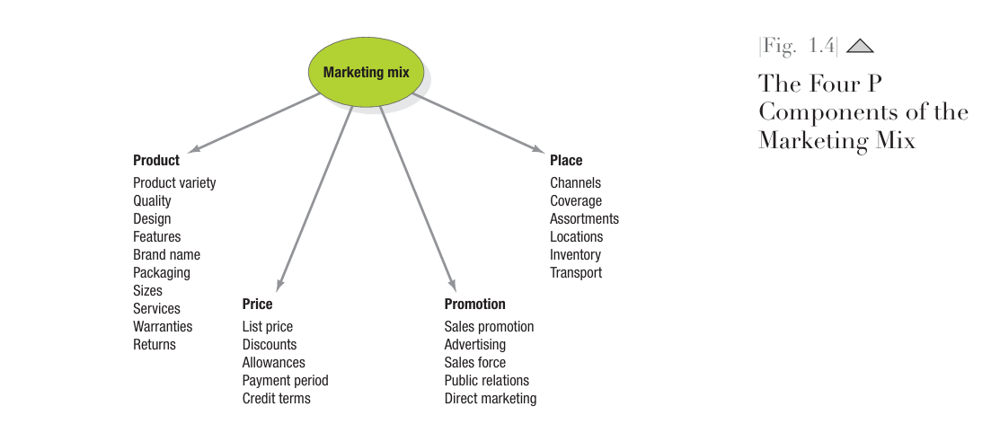 Marketing mix
Product
Product variety
Quality
Design
Features
Brand name
Packaging
Sizes
Services
Warranties
Returns
Price
List price
Discounts
Allowances
Payment period
Credit terms
Promotion
Sales promotion
Advertising
Sales force
Public relations
Direct marketing
Place
Channels
Coverage
Assortments
Locations
Inventory
Transport
|Fig. 1.4|
The Four P
Components of the
Marketing Mix